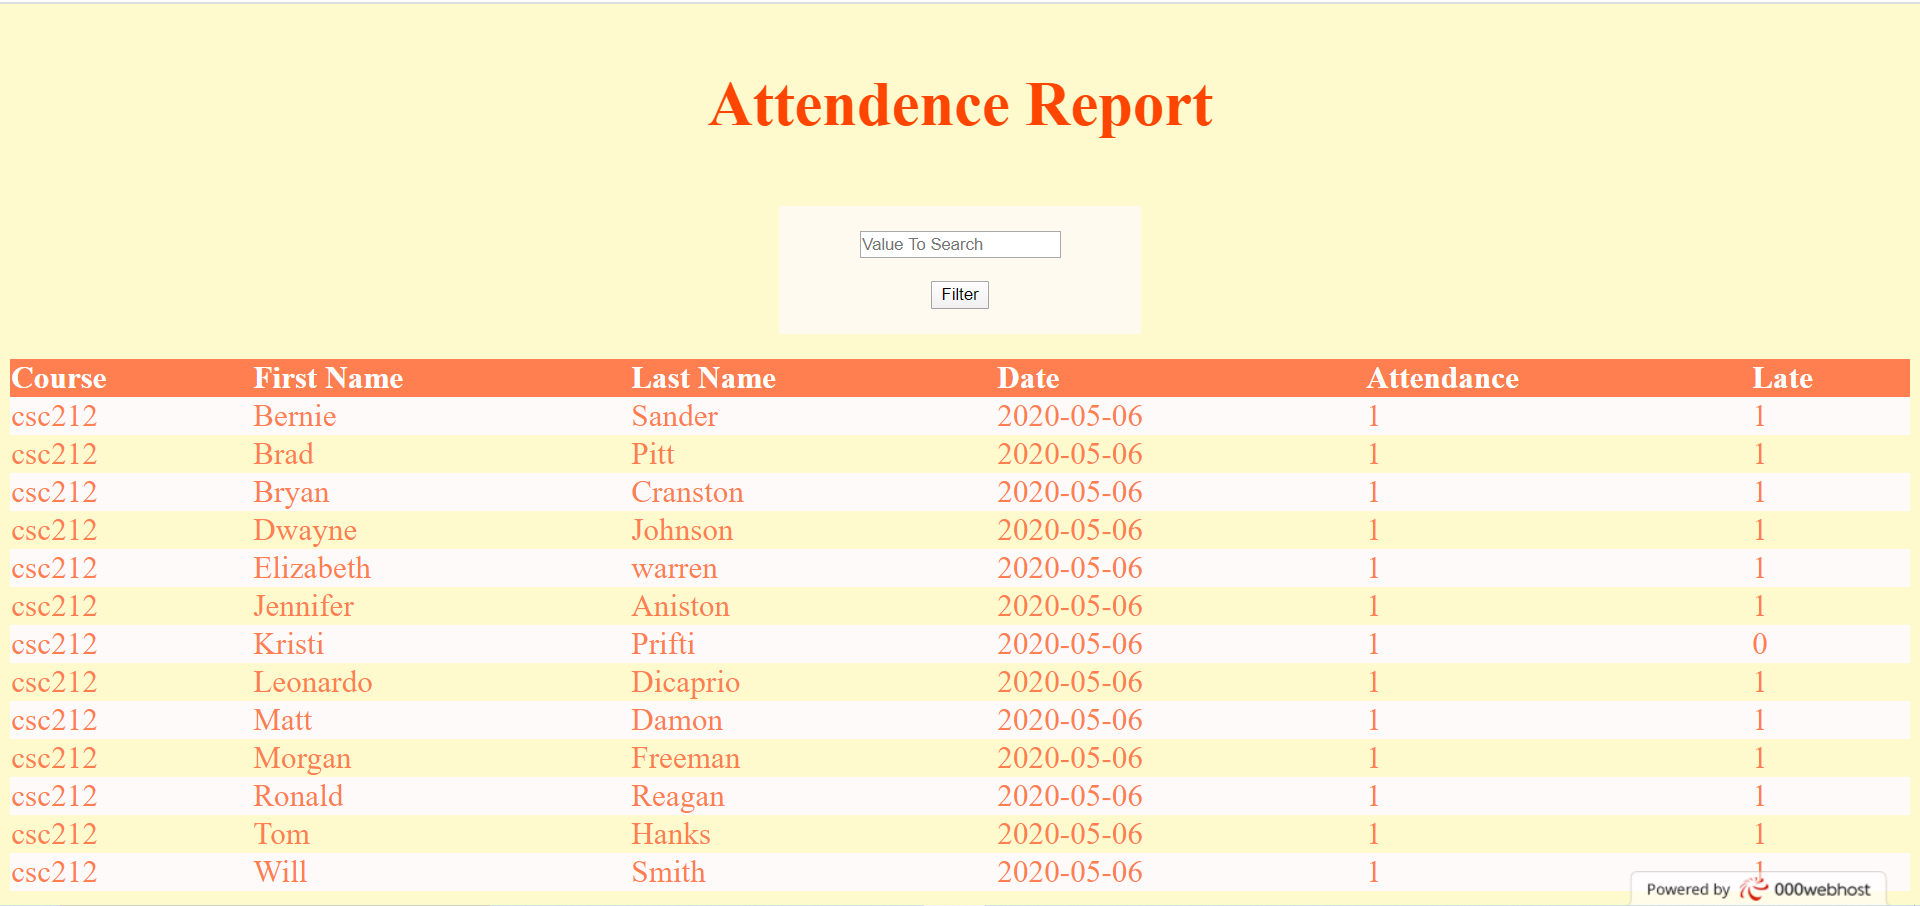 Attendence Report
Value To Search
Filter
Course First Name Last Name Date Attendance Late
csc212 Bernie Sander 2020-05-06 1 1
csc212 Brad Pitt 2020-05-06 1 1
csc212 Bryan Cranston 2020-05-06 1 1
csc212 Dwayne Johnson 2020-05-06 1 1
csc212 Elizabeth warren 2020-05-06 1 1
csc212 Jennifer Aniston 2020-05-06 1 1
csc212 Kristi Prifti 2020-05-06 1 0
csc212 Leonardo Dicaprio 2020-05-06 1 1
csc212 Matt Damon 2020-05-06 1 1
csc212 Morgan Freeman 2020-05-06 1 1
csc212 Ronald Reagan 2020-05-06 1 1
csc212 Tom Hanks 2020-05-06 1 1
csc212 Will Smith 2020-05-06 1 1
Powered by 000webhost